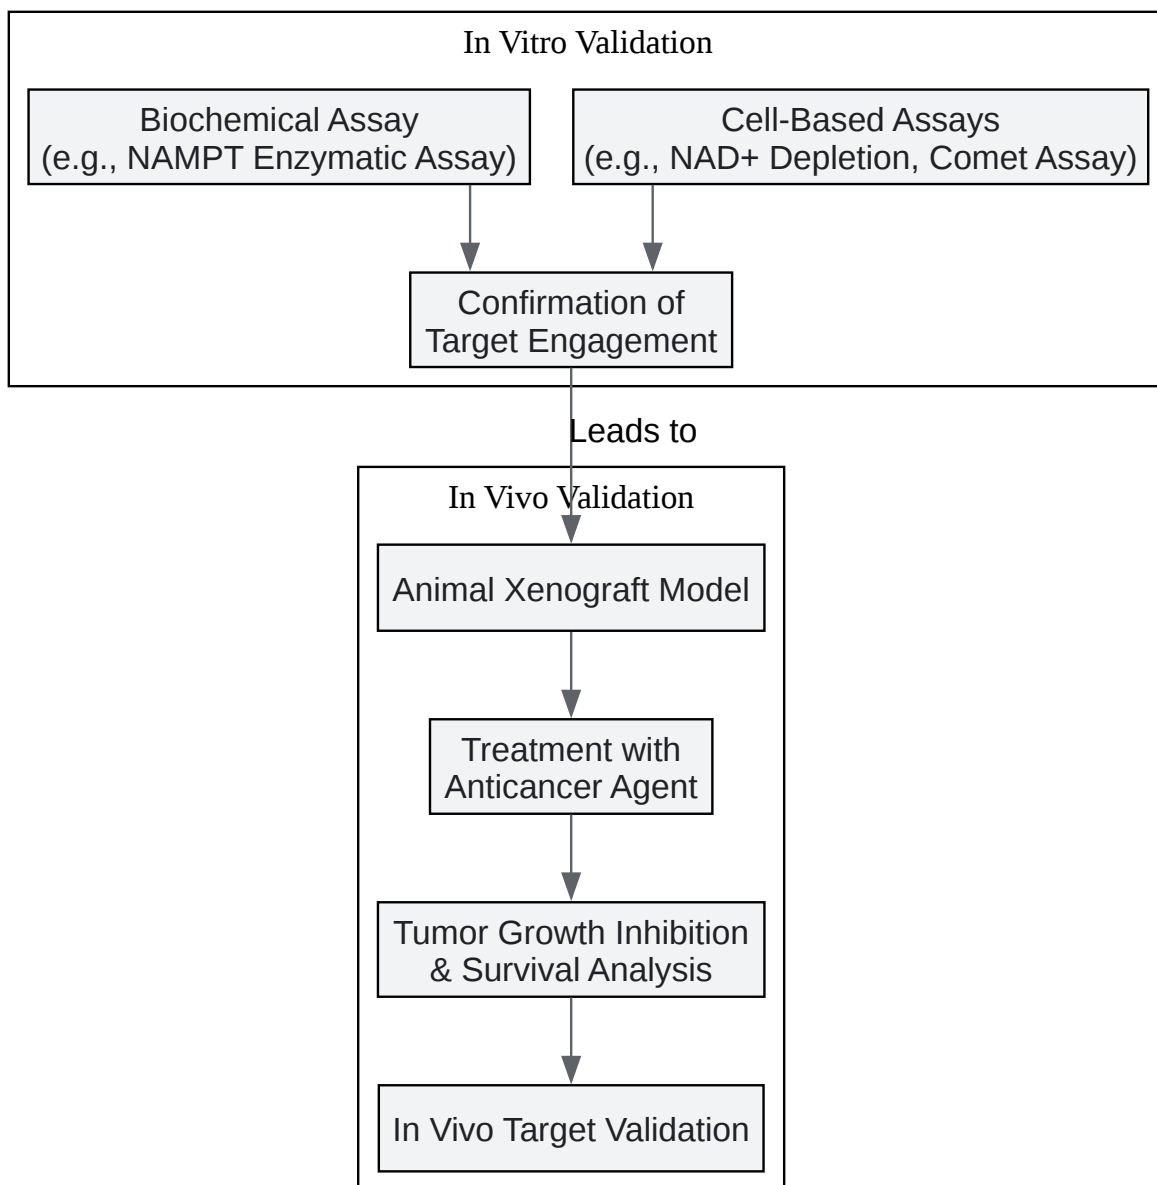 In Vitro Validation
Biochemical Assay
(e.g., NAMPT Enzymatic Assay)
Cell-Based Assays
(e.g., NAD+ Depletion, Comet Assay)
Confirmation of
Target Engagement
Leads to
In Vivo Validation
Animal Xenograft Model
Treatment with
Anticancer Agent
Tumor Growth Inhibition
& Survival Analysis
In Vivo Target Validation